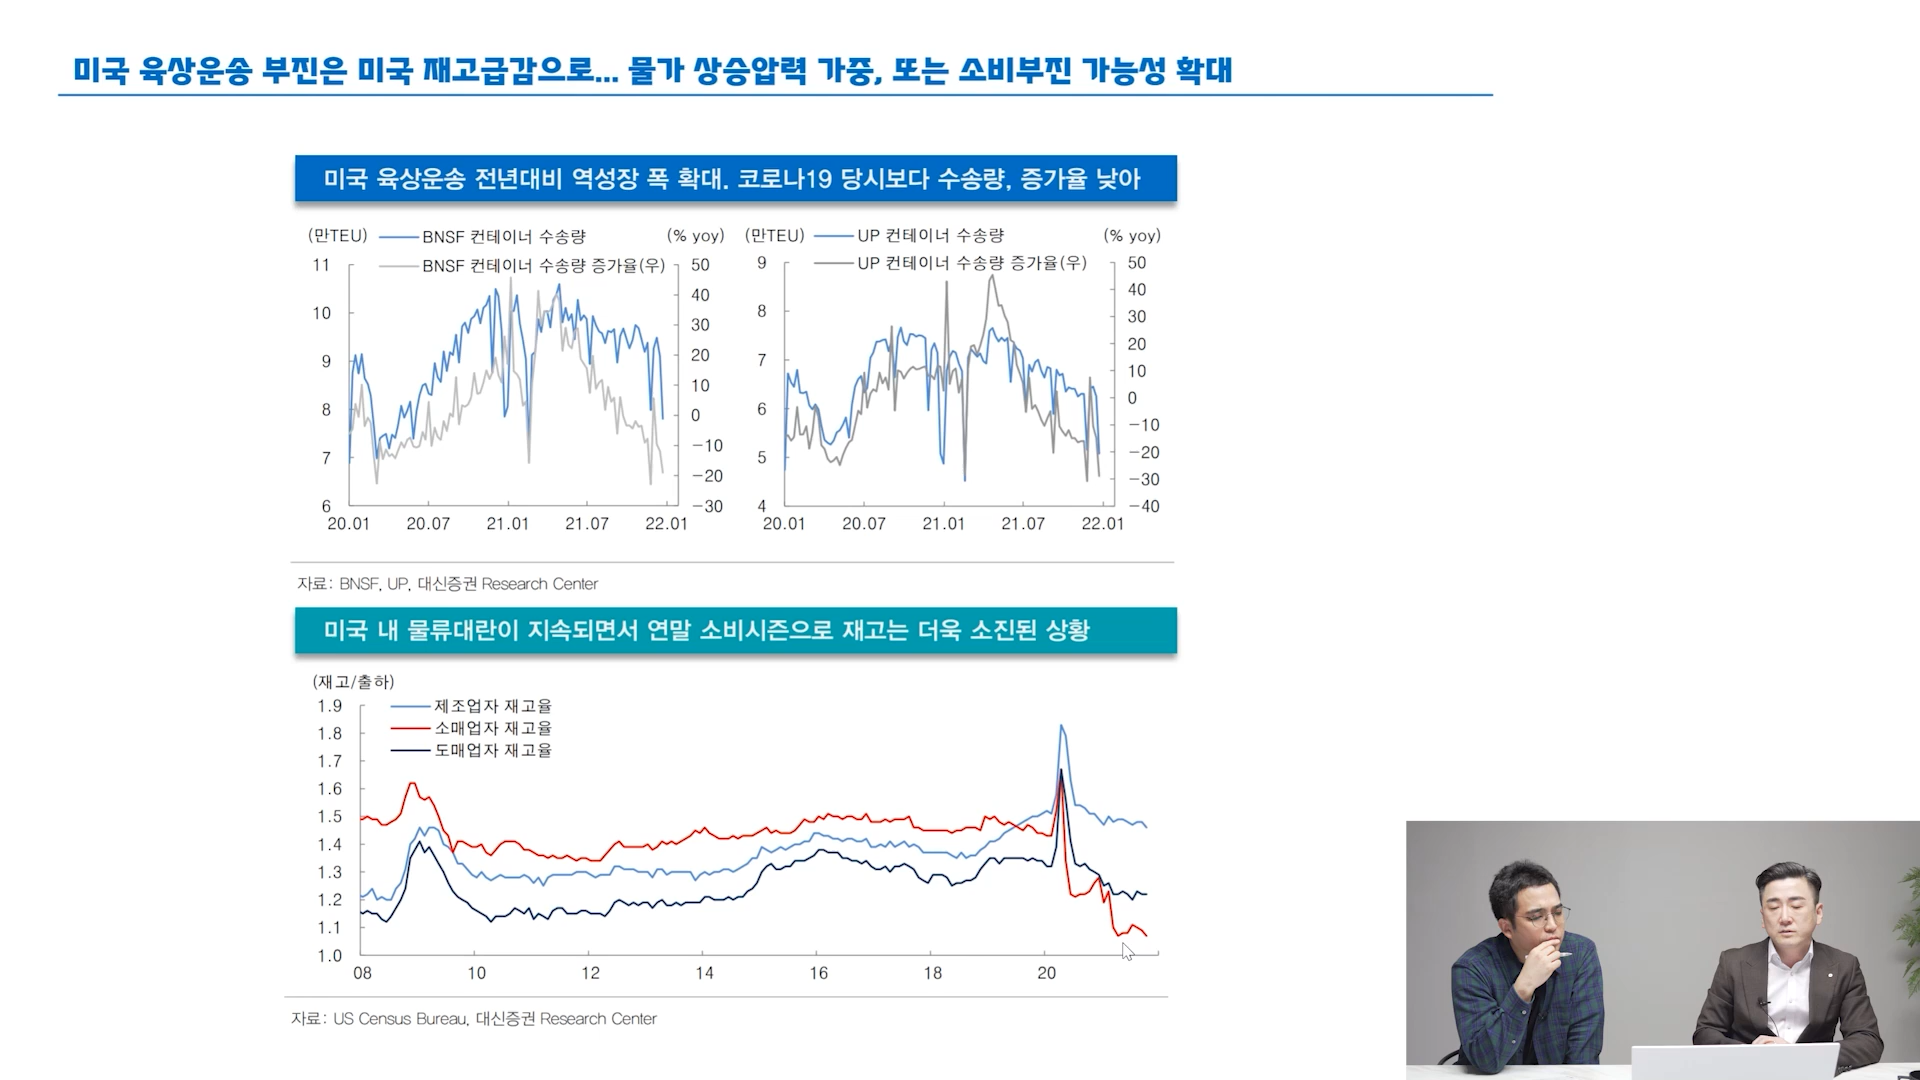 미국 육상운송 부진은 미국 재고급감으로... 물가 상승압력 가중, 또는 소비부진 가능성 확대
미국 육상운송 전년대비 역성장 폭 확대. 코로나19 당시보다 수송량, 증가율 낮아
(만TEU) BNSF 컨테이너 수송량 (% yoy)
BNSF 컨테이너 수송량 증가율(우)
11
10
9
8
7
6
50
40
30
20
10
0
-10
-20
-30
20.01 20.07 21.01 21.07 22.01
(만TEU) UP 컨테이너 수송량 (% yoy)
UP 컨테이너 수송량 증가율(우)
9
8
7
6
5
4
50
40
30
20
10
0
-10
-20
-30
-40
20.01 20.07 21.01 21.07 22.01
자료: BNSF, UP, 대신증권 Research Center
미국 내 물류대란이 지속되면서 연말 소비시즌으로 재고는 더욱 소진된 상황
(재고/출하)
제조업자 재고율
소매업자 재고율
도매업자 재고율
1.9
1.8
1.7
1.6
1.5
1.4
1.3
1.2
1.1
1.0
08 10 12 14 16 18 20
자료: US Census Bureau, 대신증권 Research Center